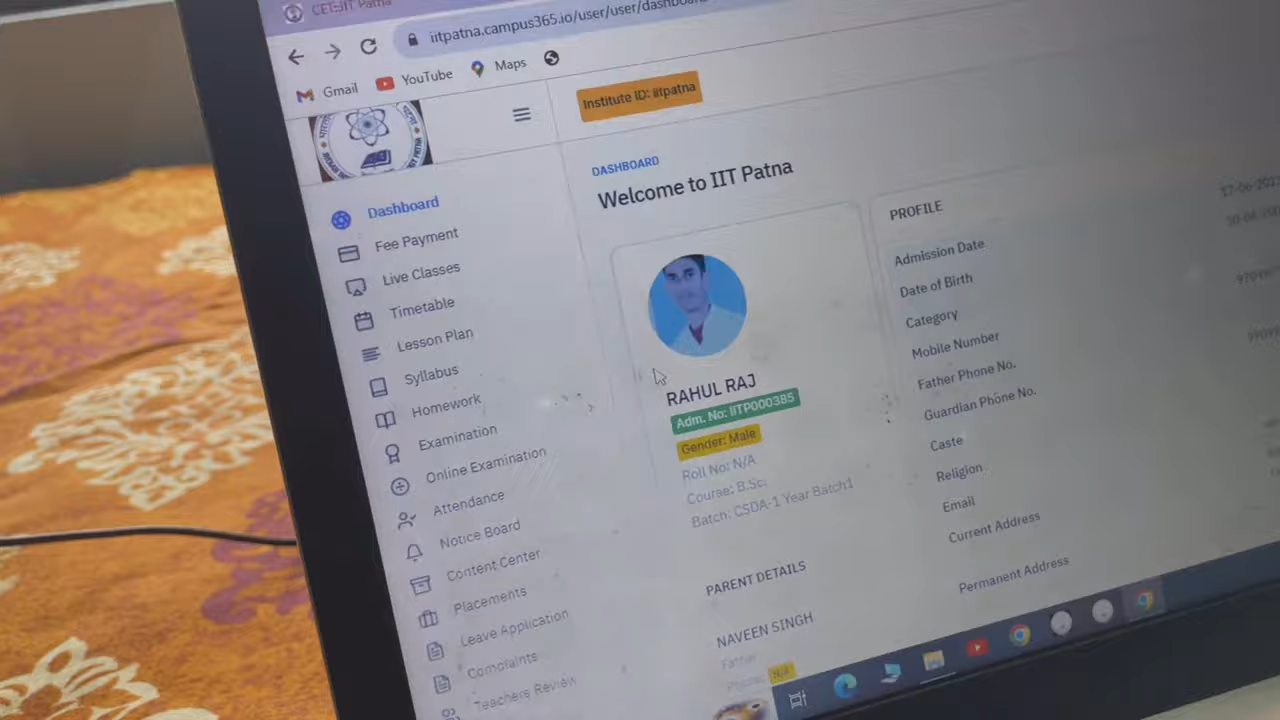 CET-IIT Patna
iitpatna.campus365.io/user/user/dashboard
Gmail
YouTube
Maps
Institute ID: iitpatna
DASHBOARD
Welcome to IIT Patna
Dashboard
Fee Payment
Live Classes
Timetable
Lesson Plan
Syllabus
Homework
Examination
Online Examination
Attendance
Notice Board
Content Center
Placements
Leave Application
Complaints
Teachers Review
RAHUL RAJ
Adm. No: IITP000385
Gender: Male
Roll No: N/A
Course: B.Sc.
Batch: CSDA-1 Year Batch1
PARENT DETAILS
NAVEEN SINGH
Father
N/A
PROFILE
Admission Date
Date of Birth
Category
Mobile Number
Father Phone No.
Guardian Phone No.
Caste
Religion
Email
Current Address
Permanent Address